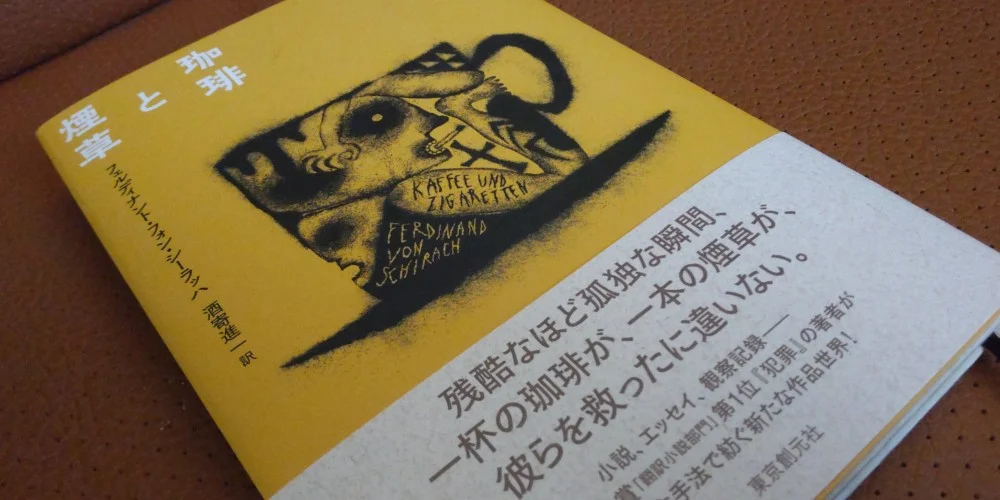 珈琲
と
煙草
フェルディナント・フォン・シーラッハ 酒寄進一 訳
KAFFEE UND
ZIGARETTEN
FERDINAND
VON
SCHIRACH
残酷なほど孤独な瞬間、
一杯の珈琲が、一本の煙草が、
彼らを救ったに違いない。
小説、エッセイ、観察記録──
賞「翻訳小説部門」第1位『犯罪』の著者が
手法で紡ぐ新たな作品世界！
東京創元社